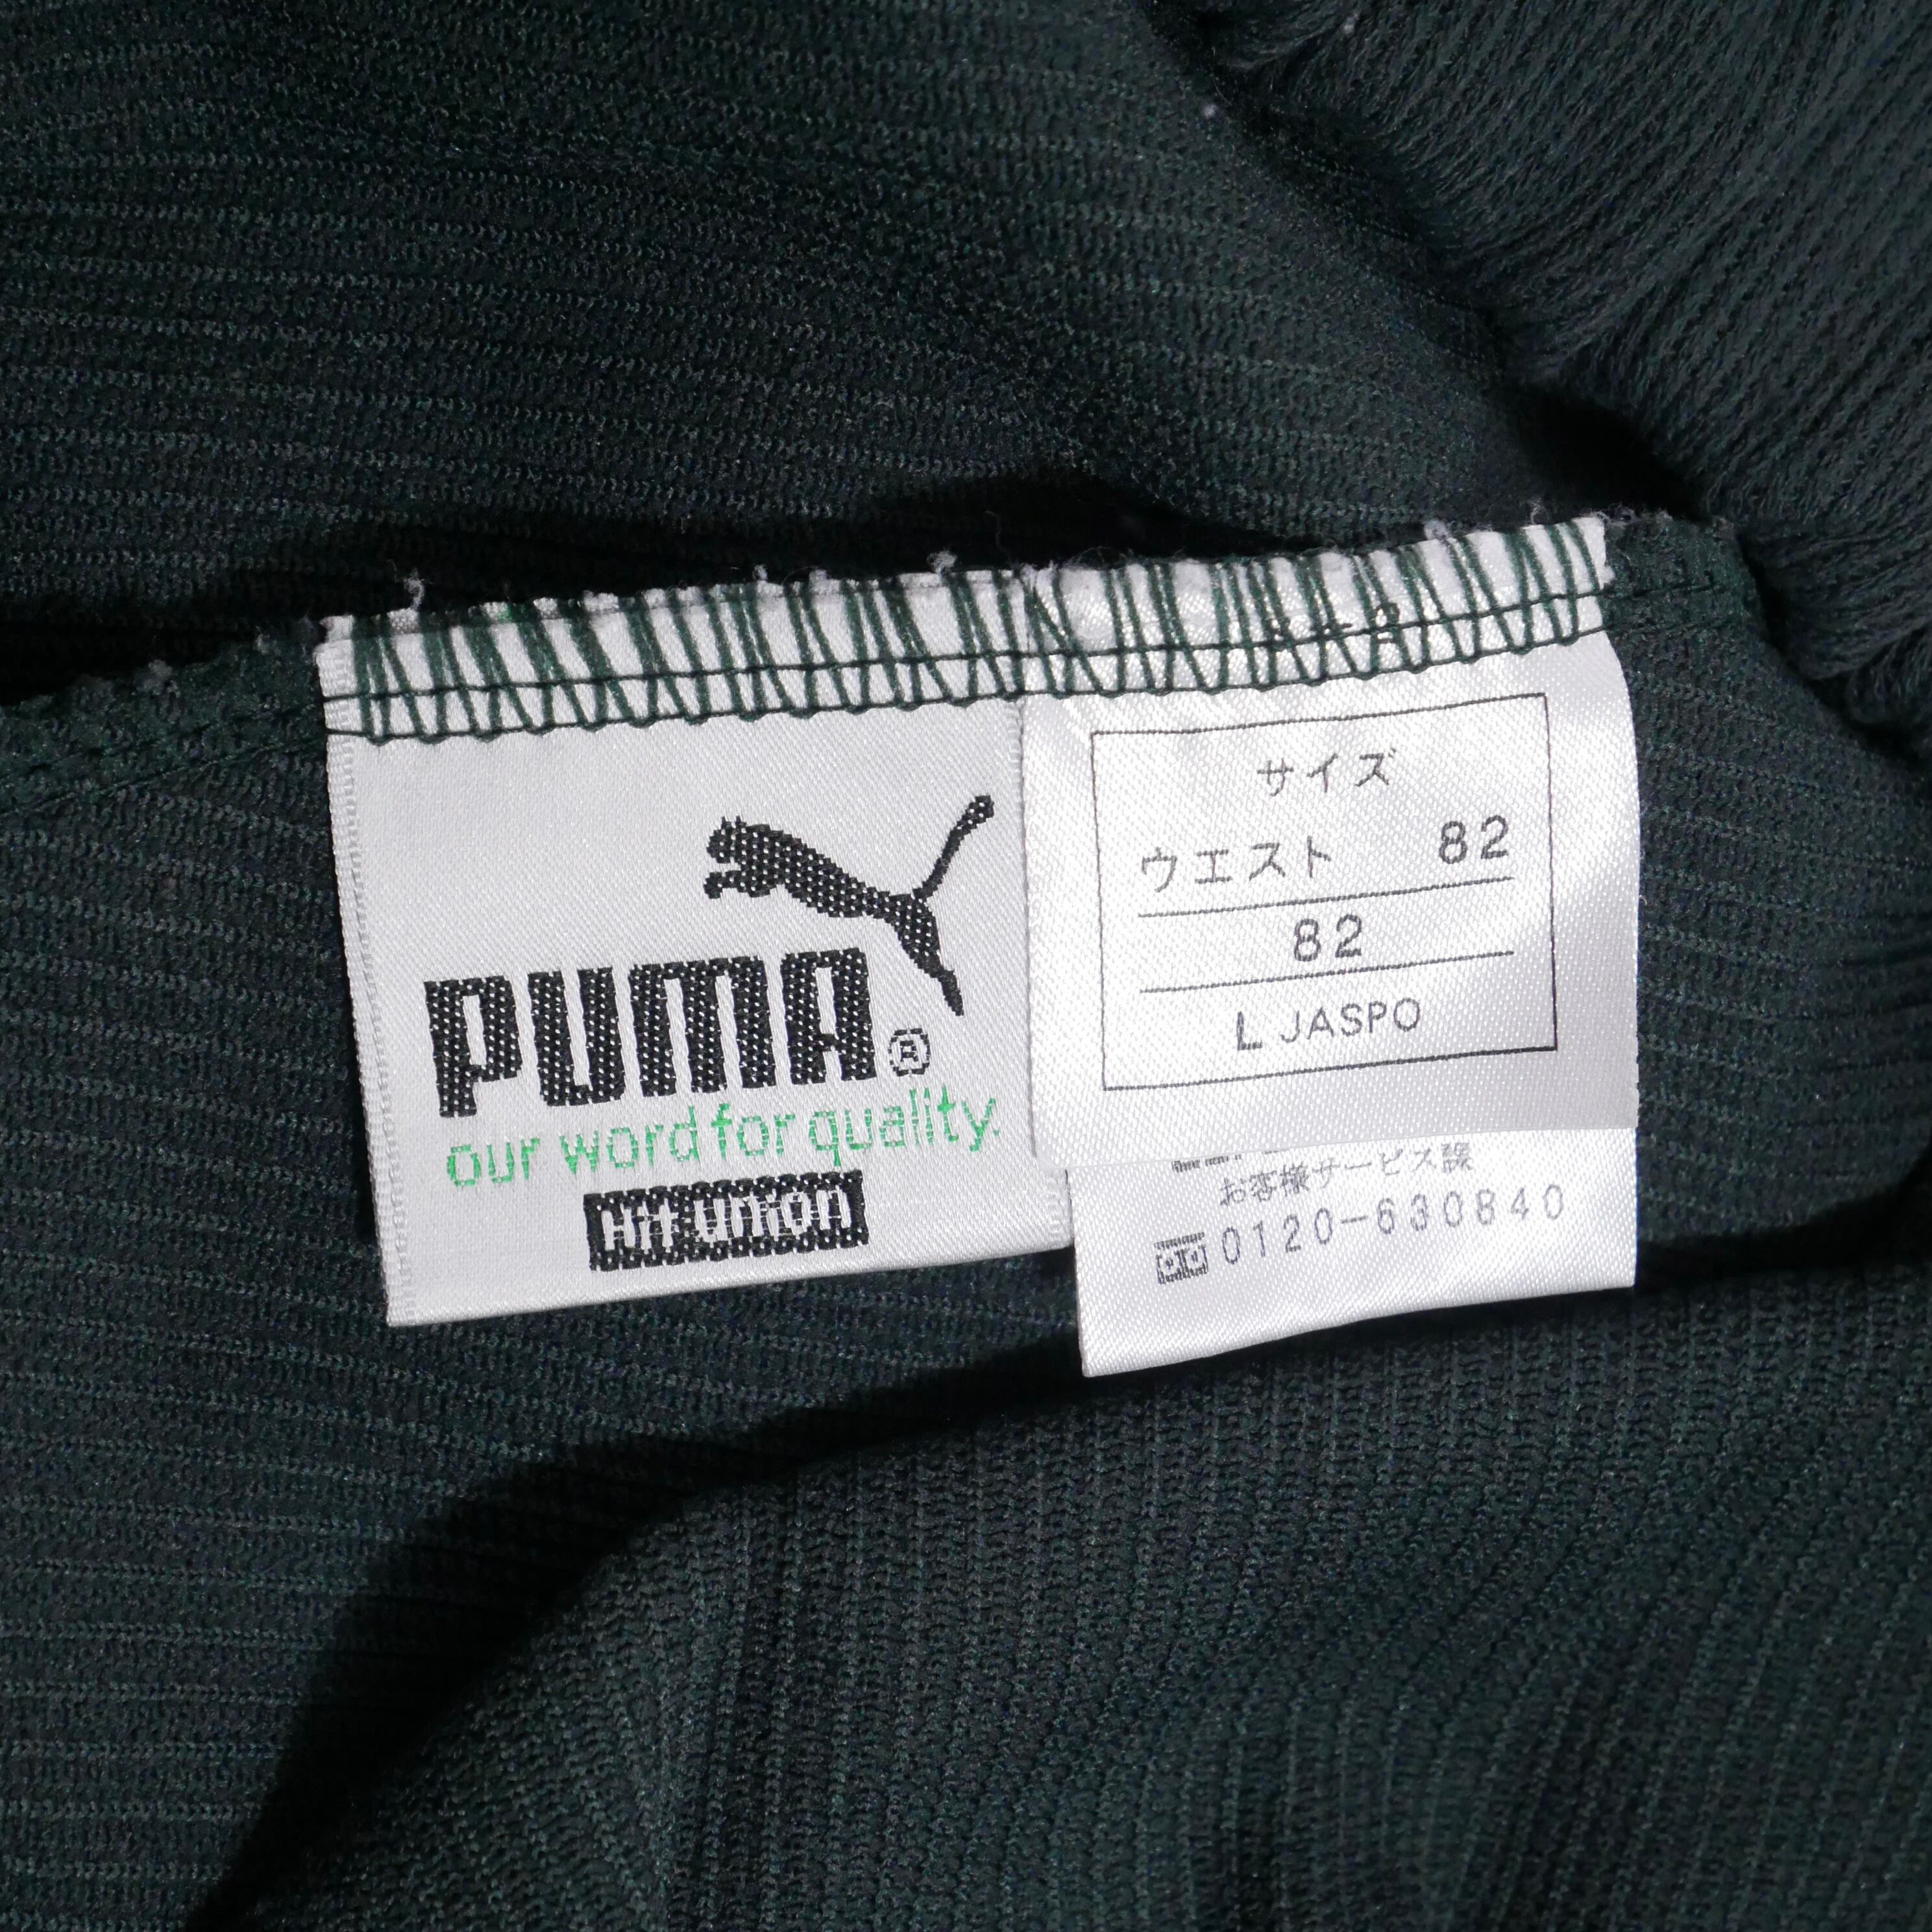 PUMA®
our word for quality.
Hit union
サイズ
ウエスト 82
82
L JASPO
お客様サービス課
0120-630840